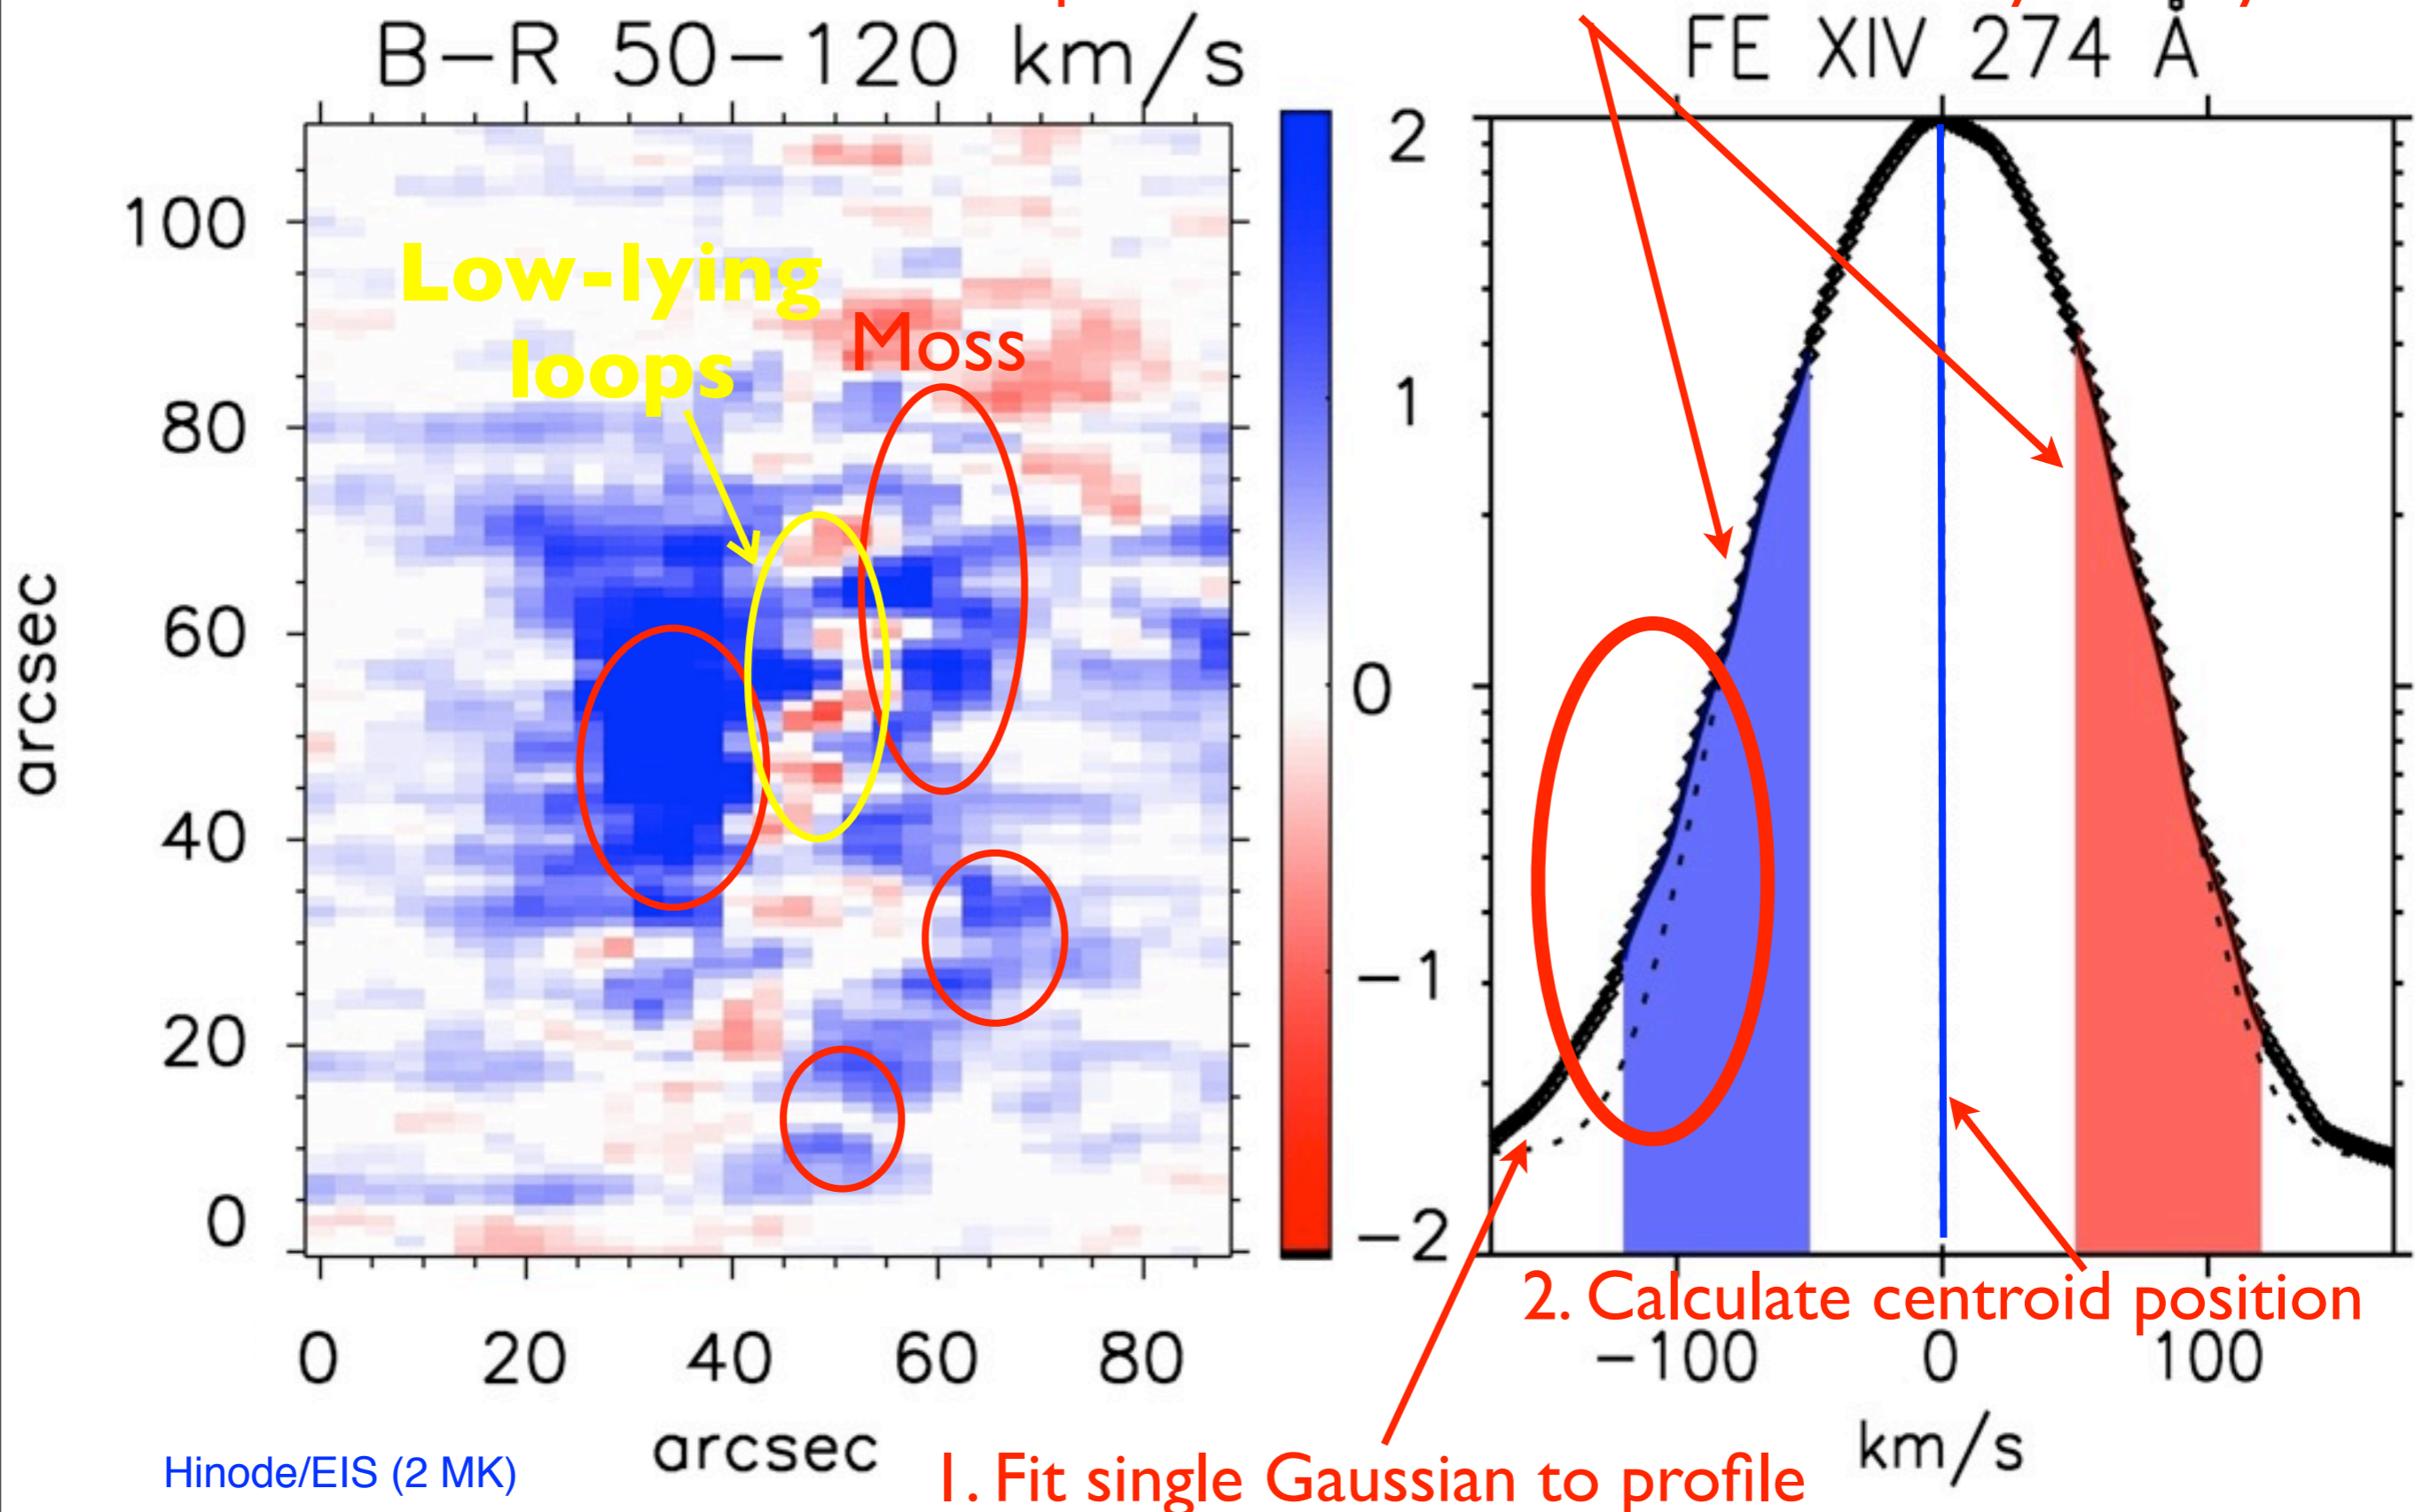 B-R 50-120 km/s
FE XIV 274 Å
2
1
0
-1
-2
100
80
60
40
20
0
arcsec
Low-lying
loops
Moss
0 20 40 60 80
arcsec
2. Calculate centroid position
-100 0 100
km/s
Hinode/EIS (2 MK)
1. Fit single Gaussian to profile